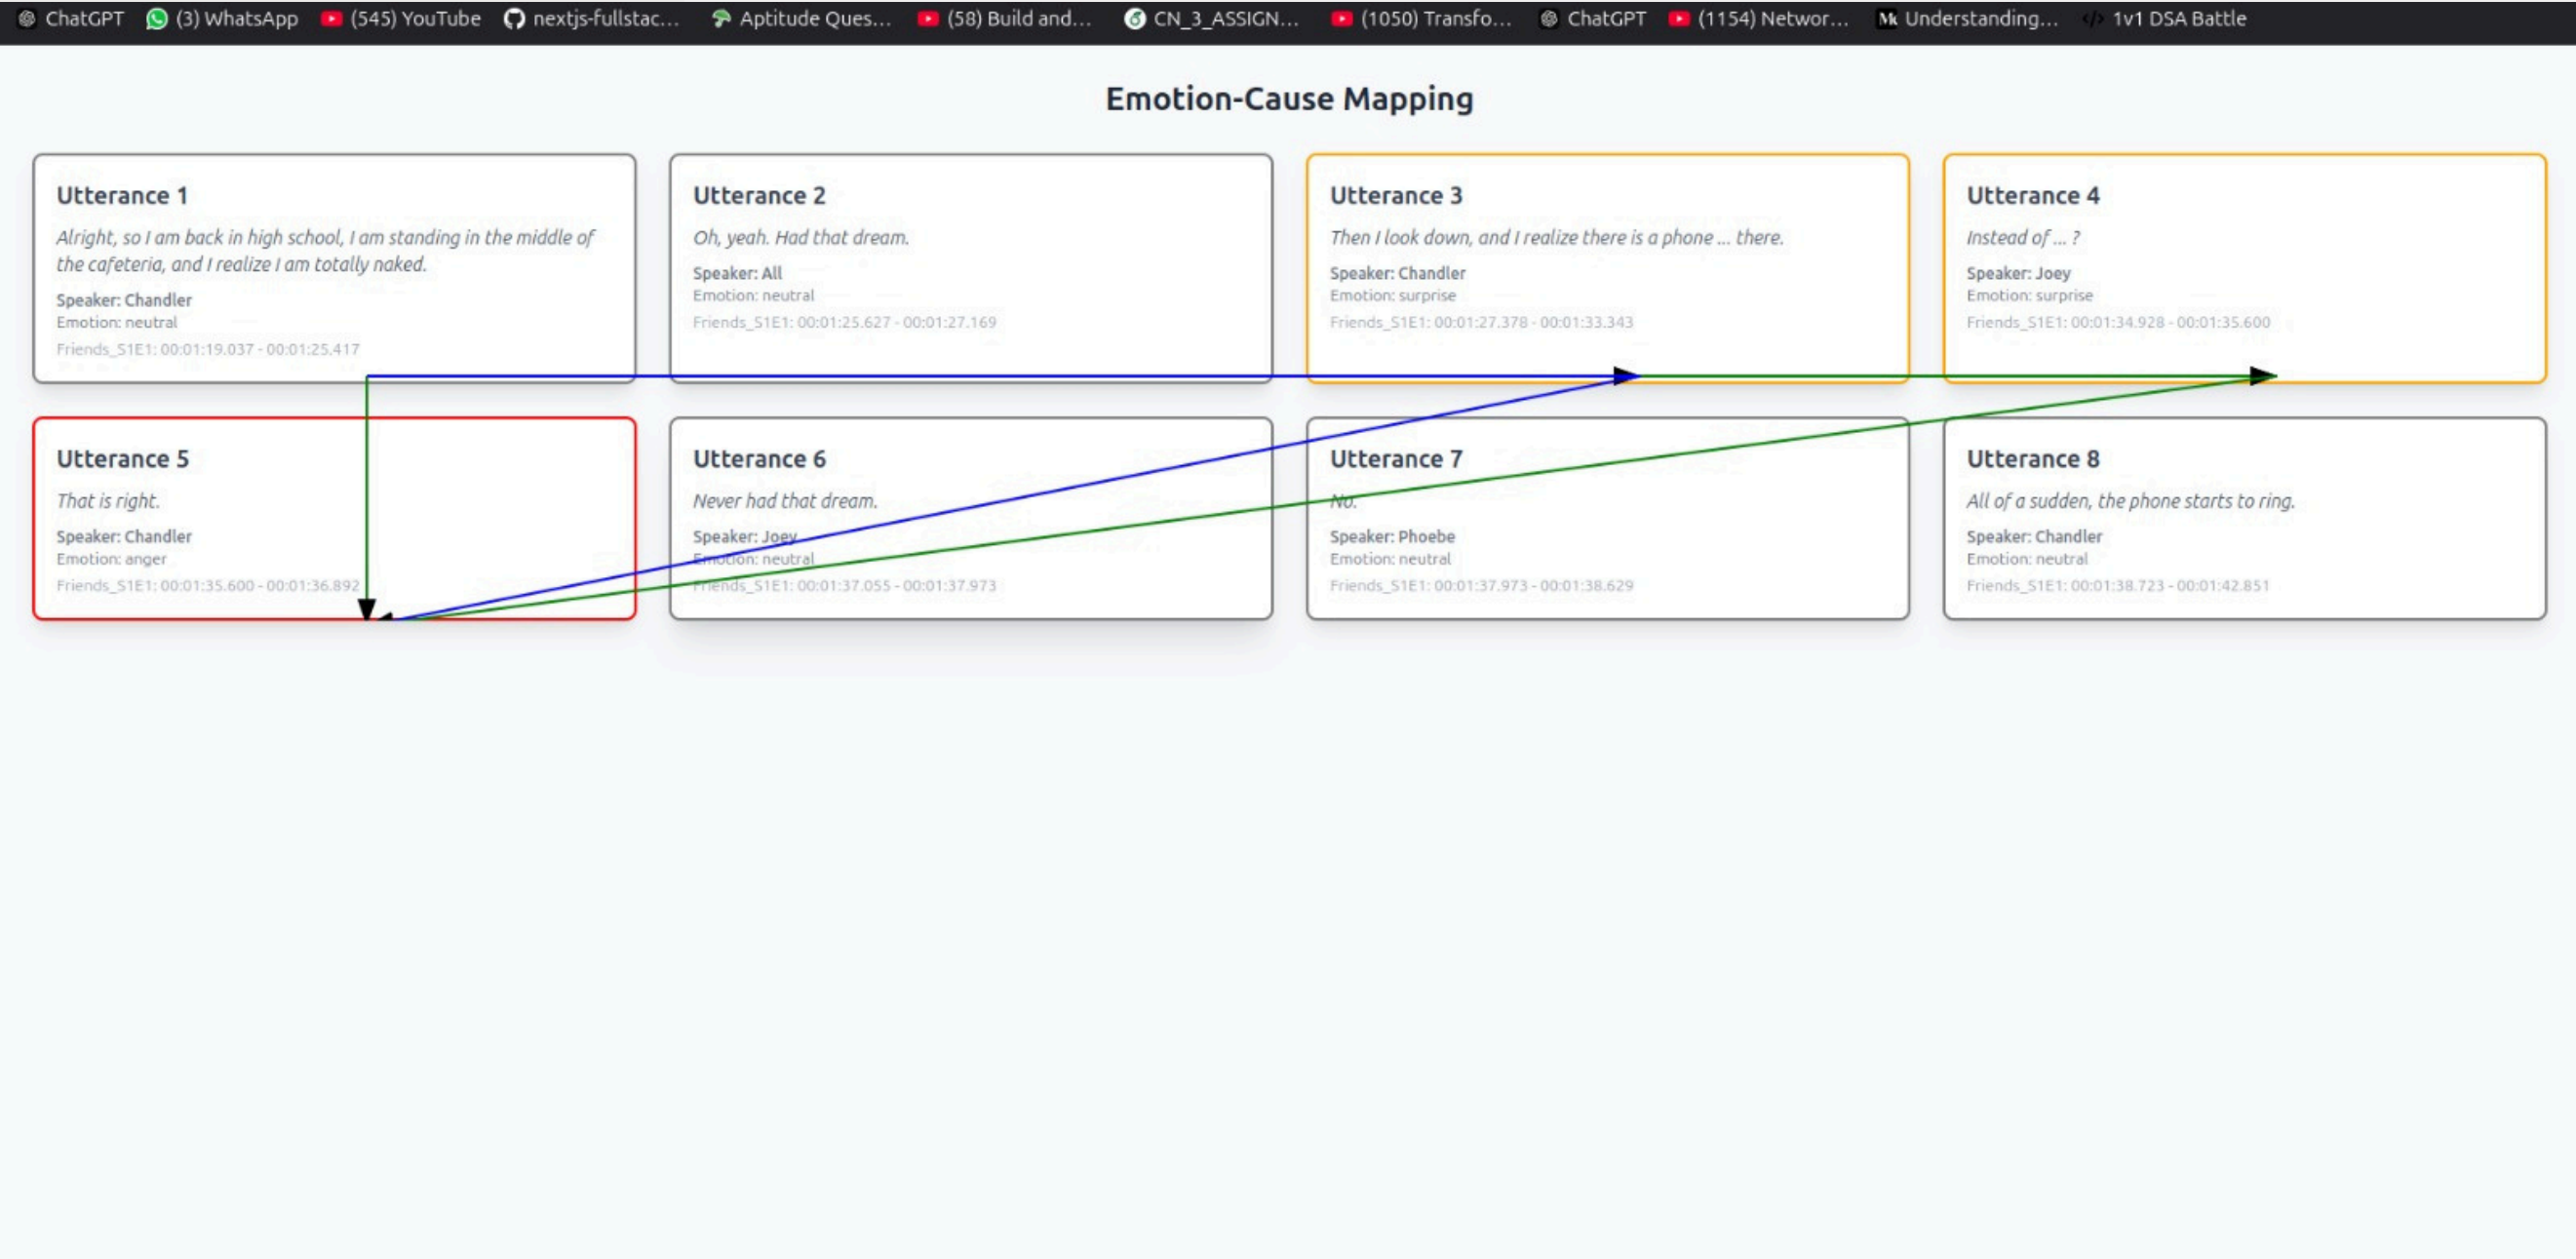 ChatGPT (3) WhatsApp (545) YouTube nextjs-fullstac... Aptitude Ques... (58) Build and... CN_3_ASSIGN... (1050) Transfo... ChatGPT (1154) Networ... Understanding... 1v1 DSA Battle
Emotion-Cause Mapping
Utterance 1
Alright, so I am back in high school, I am standing in the middle of
the cafeteria, and I realize I am totally naked.
Speaker: Chandler
Emotion: neutral
Friends_S1E1: 00:01:19.037 - 00:01:25.417
Utterance 2
Oh, yeah. Had that dream.
Speaker: All
Emotion: neutral
Friends_S1E1: 00:01:25.627 - 00:01:27.169
Utterance 3
Then I look down, and I realize there is a phone ... there.
Speaker: Chandler
Emotion: surprise
Friends_S1E1: 00:01:27.378 - 00:01:33.343
Utterance 4
Instead of ... ?
Speaker: Joey
Emotion: surprise
Friends_S1E1: 00:01:34.928 - 00:01:35.600
Utterance 5
That is right.
Speaker: Chandler
Emotion: anger
Friends_S1E1: 00:01:35.600 - 00:01:36.892
Utterance 6
Never had that dream.
Speaker: Joey
Emotion: neutral
Friends_S1E1: 00:01:37.055 - 00:01:37.973
Utterance 7
No.
Speaker: Phoebe
Emotion: neutral
Friends_S1E1: 00:01:37.973 - 00:01:38.629
Utterance 8
All of a sudden, the phone starts to ring.
Speaker: Chandler
Emotion: neutral
Friends_S1E1: 00:01:38.723 - 00:01:42.851